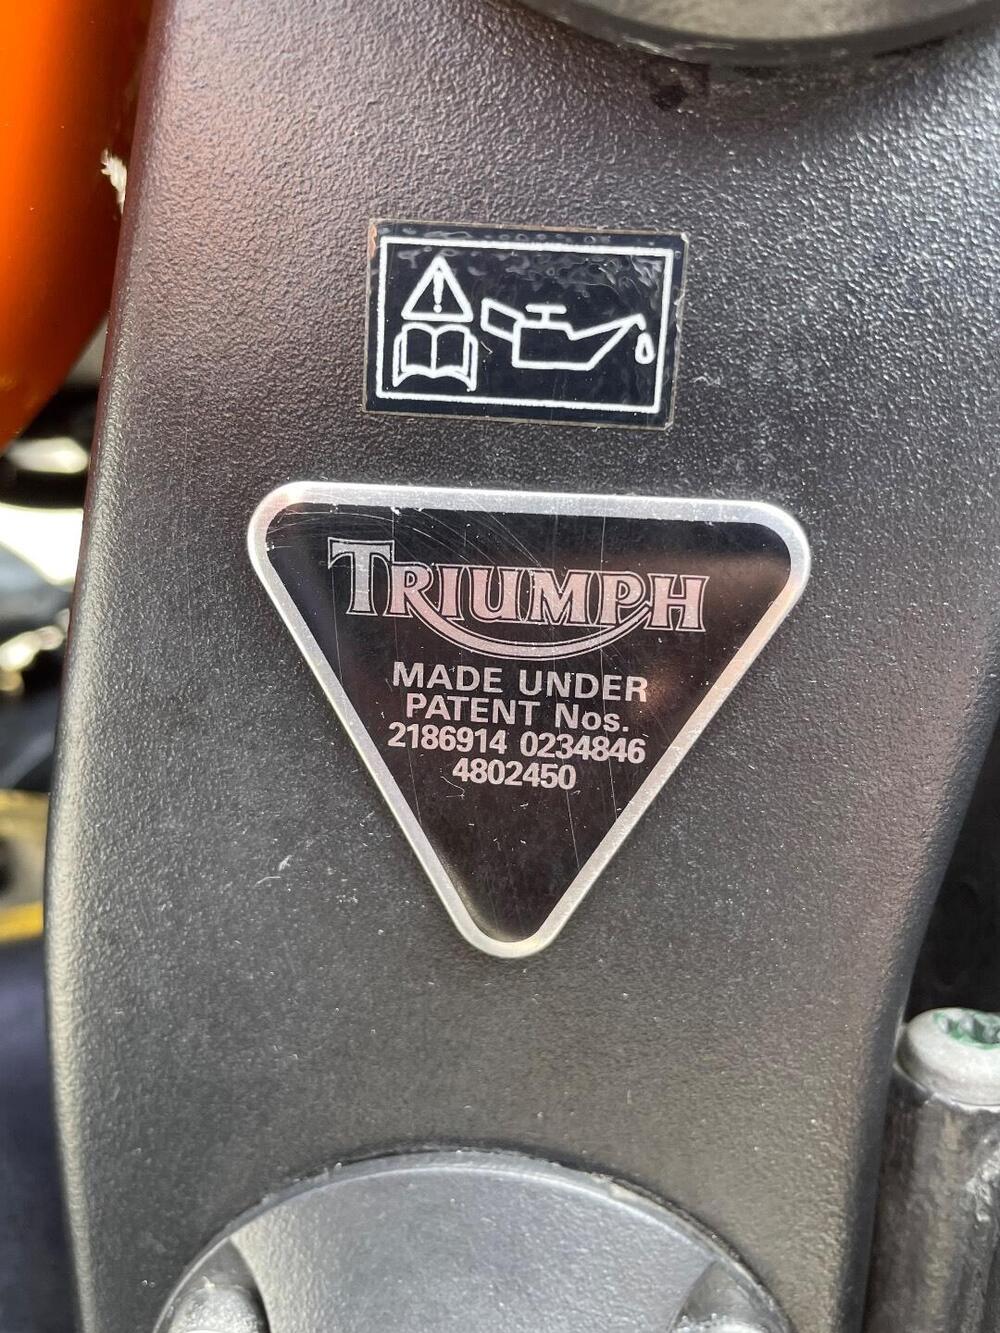 TRIUMPH
MADE UNDER
PATENT Nos.
2186914 0234846
4802450